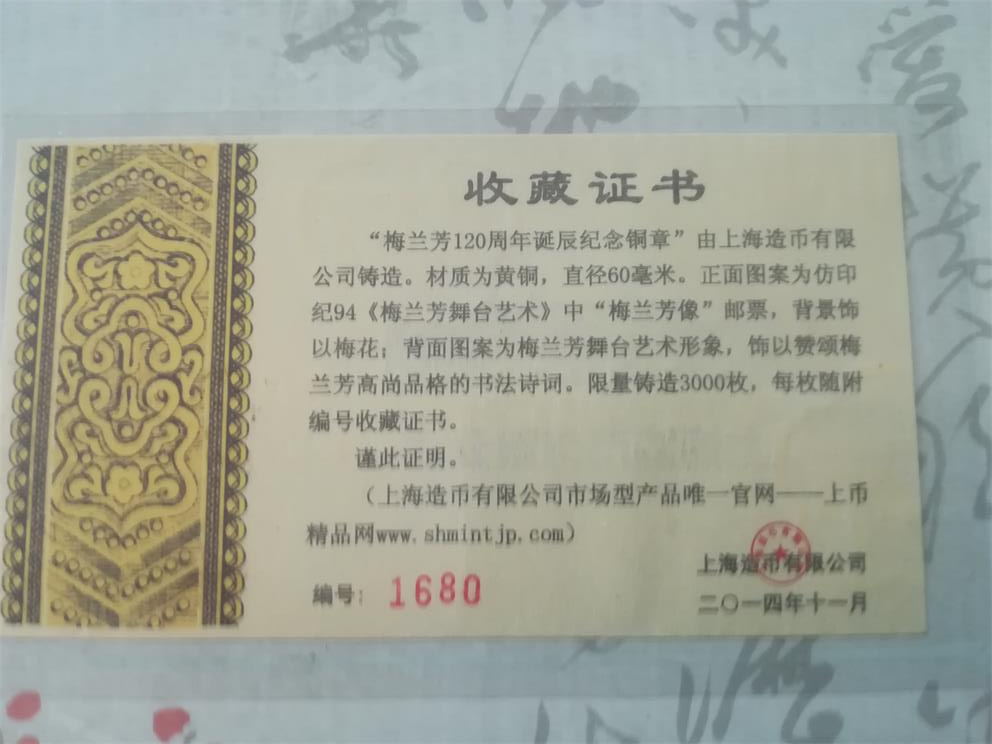 收藏证书
“梅兰芳120周年诞辰纪念铜章”由上海造币有限
公司铸造。材质为黄铜，直径60毫米。正面图案为仿印
纪94《梅兰芳舞台艺术》中“梅兰芳像”邮票，背景饰
以梅花；背面图案为梅兰芳舞台艺术形象，饰以赞颂梅
兰芳高尚品格的书法诗词。限量铸造3000枚，每枚随附
编号收藏证书。
谨此证明。
（上海造币有限公司市场型产品唯一官网——上币
精品网www.shmintjp.com）
上海造币有限公司
编号：1680
二〇一四年十一月